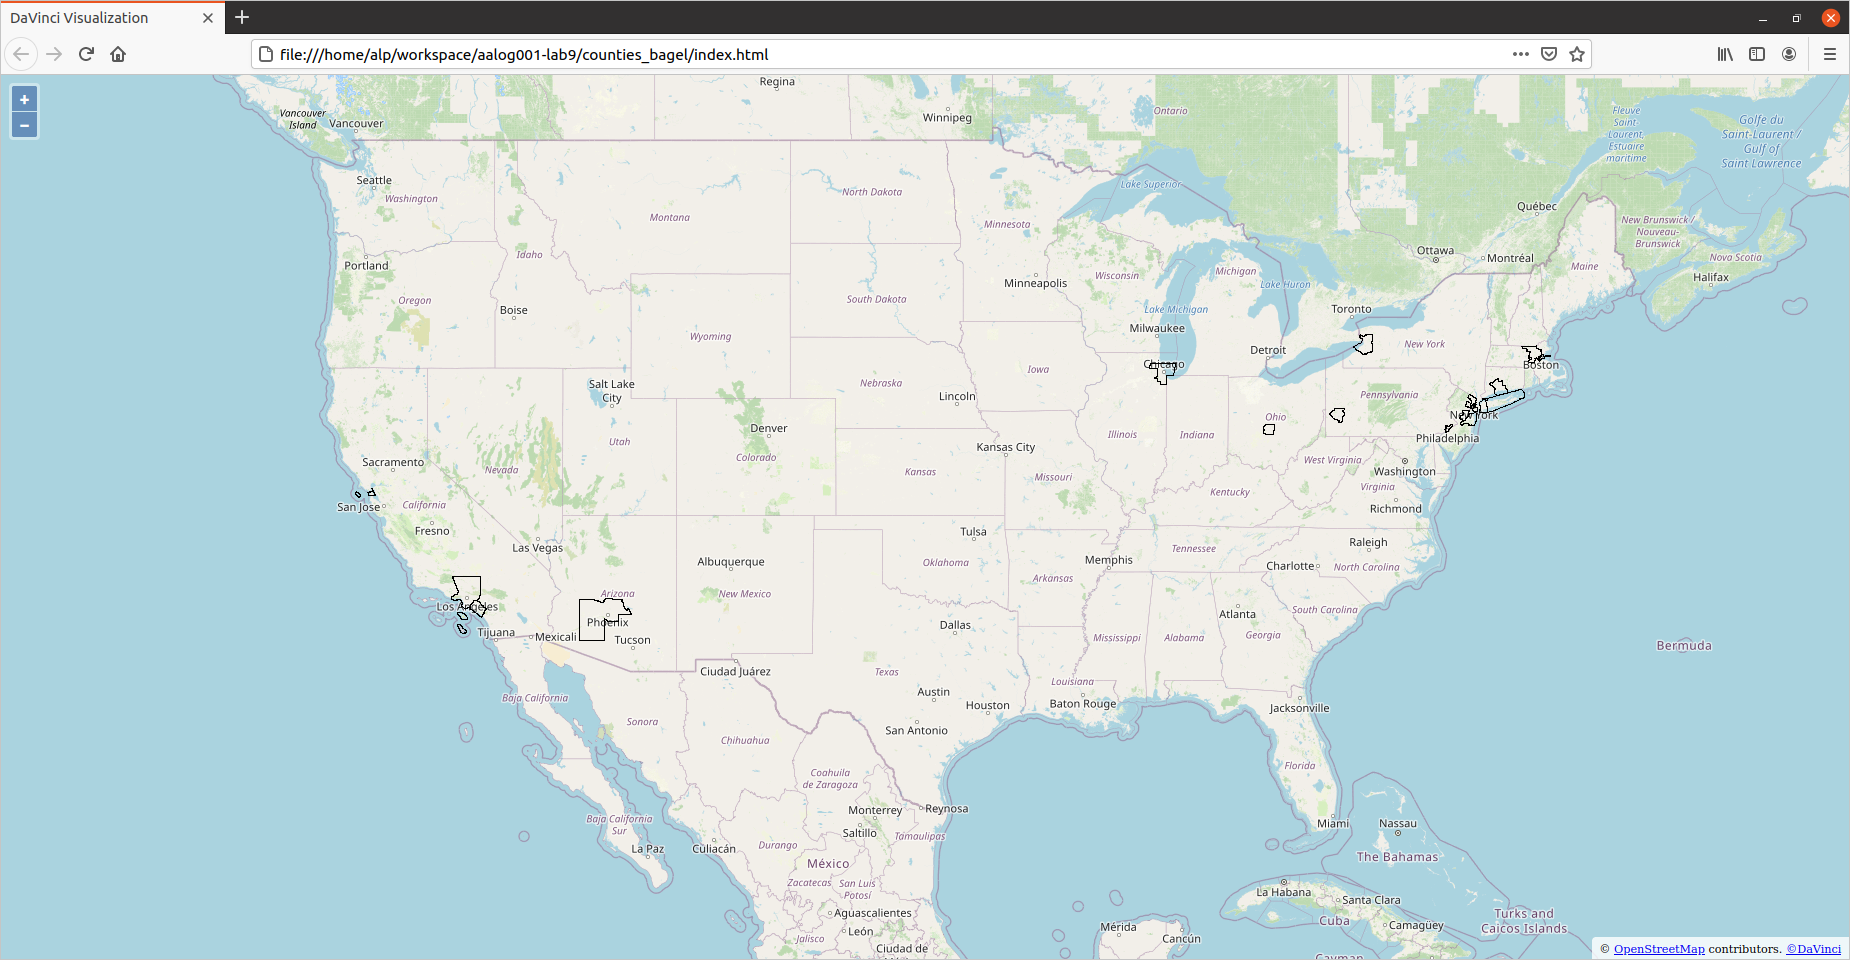 DaVinci Visualization
file:///home/alp/workspace/aalog001-lab9/counties_bagel/index.html
+
−
Regina
Winnipeg
Ontario
Vancouver
Island
Vancouver
Fleuve
Saint-
Laurent,
Estuaire
maritime
Golfe du
Saint-Laurent /
Gulf of
Saint Lawrence
Seattle
Washington
North Dakota
Lake Superior
Montana
Minnesota
Québec
New Brunswick /
Nouveau-
Brunswick
Portland
Idaho
Ottawa
Montréal
Maine
Nova Scotia
Halifax
Minneapolis
Wisconsin
Michigan
Lake Huron
Oregon
Boise
South Dakota
Lake Michigan
Toronto
Wyoming
Milwaukee
Detroit
New York
Chicago
Boston
Iowa
Salt Lake
City
Nebraska
Lincoln
Pennsylvania
New York
Denver
Utah
Colorado
Ohio
Illinois
Indiana
Philadelphia
Kansas City
Sacramento
Nevada
Kansas
Missouri
West Virginia
Washington
Kentucky
Virginia
San Jose
California
Richmond
Fresno
Tulsa
Las Vegas
Albuquerque
Oklahoma
Memphis
Tennessee
Raleigh
Charlotte
North Carolina
Arkansas
Arizona
New Mexico
Los Angeles
Phoenix
Atlanta
South Carolina
Dallas
Tijuana
Mexicali
Tucson
Mississippi
Alabama
Georgia
Bermuda
Ciudad Juárez
Texas
Louisiana
Baja California
Austin
Houston
Baton Rouge
Jacksonville
Sonora
San Antonio
Chihuahua
Florida
Coahuila
de Zaragoza
Monterrey
Reynosa
Baja California
Sur
Saltillo
Tamaulipas
Miami
Nassau
La Paz
Culiacán
Durango
México
The Bahamas
Zacatecas
San Luis
Potosí
La Habana
Santa Clara
Aguascalientes
Cuba
Camagüey
Turks and
Caicos Islands
Jalisco
León
Ciudad de
Mérida
Cancún
© OpenStreetMap contributors. ©DaVinci